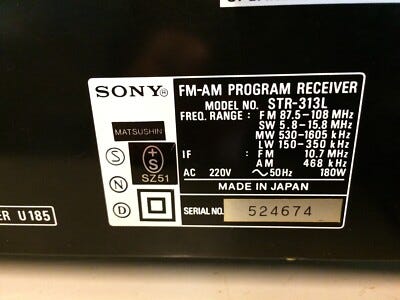 SONY®
FM-AM PROGRAM RECEIVER
MODEL NO. STR-313L
FREQ. RANGE : FM 87.5-108 MHz
SW 5.8-15.8 MHz
MW 530-1605 kHz
LW 150-350 kHz
IF : FM 10.7 MHz
AM 468 kHz
AC 220V ~50Hz 180W
MADE IN JAPAN
SERIAL NO. 524674
MATSUSHIN
S
+
S
SZ51
N
D
ER U185